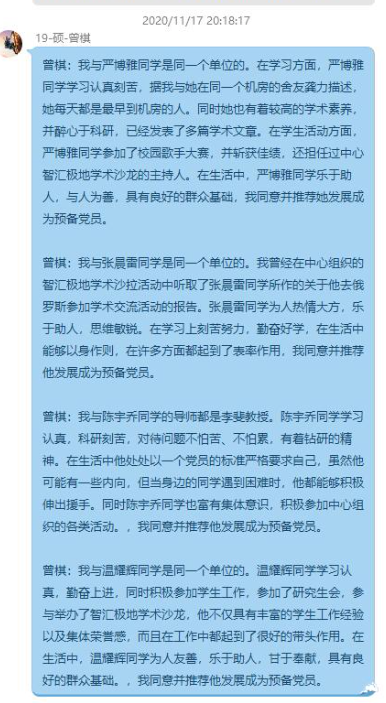 2020/11/17 20:18:17
19-硕-曾棋
曾棋：我与严博雅同学是同一个单位的。在学习方面，严博雅
同学学习认真刻苦，据我与她在同一个机房的舍友龚力描述，
她每天都是最早到机房的人。同时她也有着较高的学术素养，
并醉心于科研，已经发表了多篇学术文章。在学生活动方面，
严博雅同学参加了校园歌手大赛，并斩获佳绩，还担任过中心
智汇极地学术沙龙的主持人。在生活中，严博雅同学乐于助
人，与人为善，具有良好的群众基础，我同意并推荐她发展成
为预备党员。
曾棋：我与张晨雷同学是同一个单位的。我曾经在中心组织的
智汇极地学术沙拉活动中听取了张晨雷同学所作的关于他去俄
罗斯参加学术交流活动的报告。张晨雷同学为人热情大方，乐
于助人，思维敏锐。在学习上刻苦努力，勤奋好学，在生活中
能够以身作则，在许多方面都起到了表率作用，我同意并推荐
他发展成为预备党员。
曾棋：我与陈宇乔同学的导师都是李斐教授。陈宇乔同学学习
认真，科研刻苦，对待问题不怕苦、不怕累，有着钻研的精
神。在生活中他处处以一个党员的标准严格要求自己，虽然他
可能有一些内向，但当身边的同学遇到困难时，他都能够积极
伸出援手。同时陈宇乔同学也富有集体意识，积极参加中心组
织的各类活动。，我同意并推荐他发展成为预备党员。
曾棋：我与温耀辉同学是同一个单位的。温耀辉同学学习认
真，勤奋上进，同时积极参加学生工作，参加了研究生会，参
与举办了智汇极地学术沙龙，他不仅具有丰富的学生工作经验
以及集体荣誉感，而且在工作中都起到了很好的带头作用。在
生活中，温耀辉同学为人友善，乐于助人，甘于奉献，具有良
好的群众基础。，我同意并推荐他发展成为预备党员。